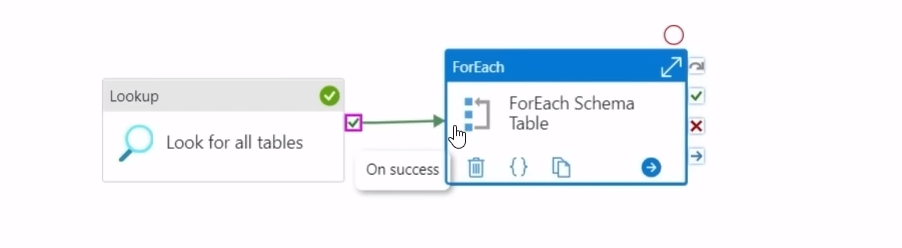 ForEach
Lookup
ForEach Schema
Table
Look for all tables
On success
{}